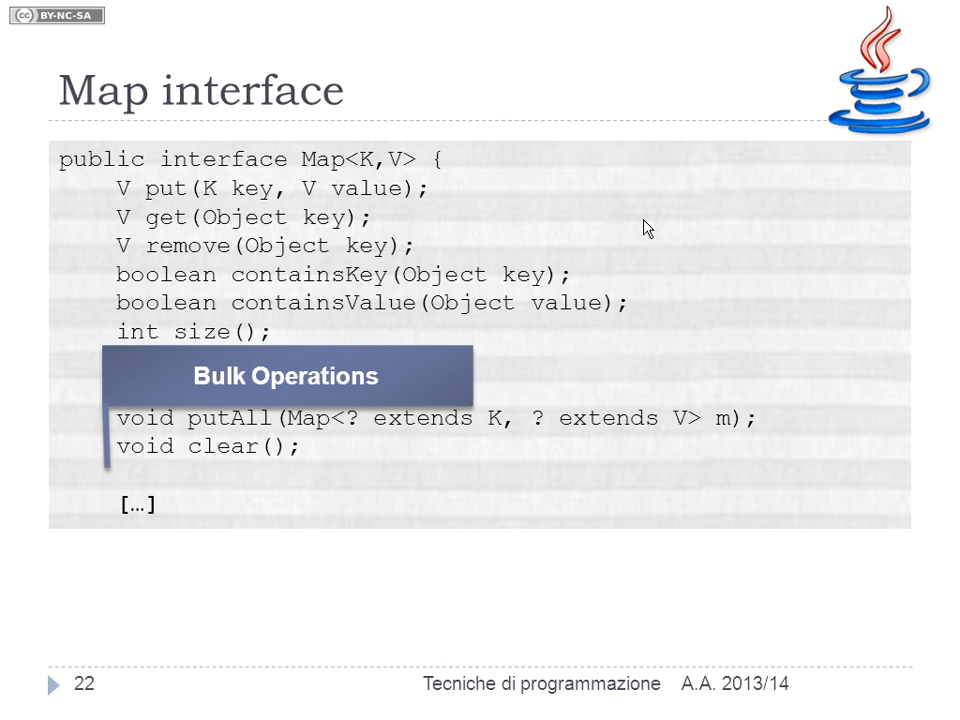 CC BY-NC-SA
Map interface
public interface Map<K,V> {
V put(K key, V value);
V get(Object key);
V remove(Object key);
boolean containsKey(Object key);
boolean containsValue(Object value);
int size();
Bulk Operations
void putAll(Map<? extends K, ? extends V> m);
void clear();
[…]
22 Tecniche di programmazione A.A. 2013/14